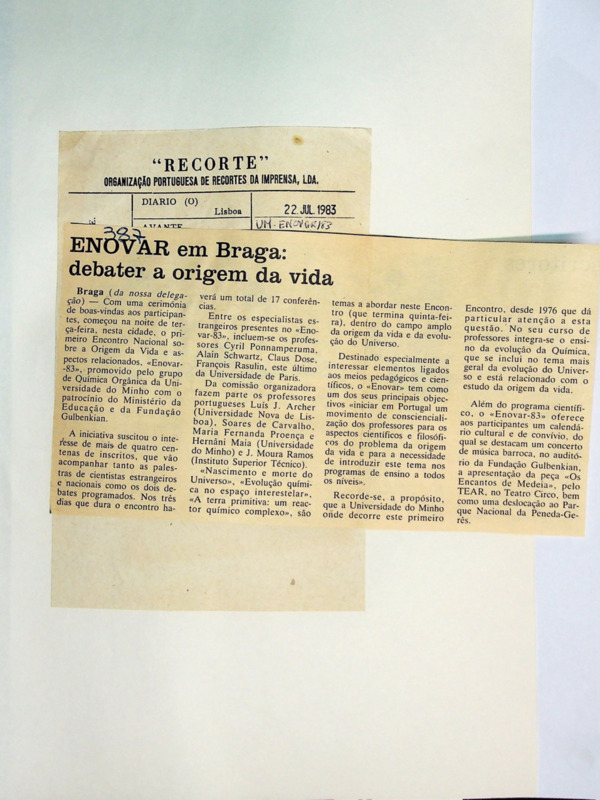 "RECORTE"
ORGANIZAÇÃO PORTUGUESA DE RECORTES DA IMPRENSA, LDA.
DIARIO (O)
Lisboa
22. JUL. 1983
AVANTE
UM-ENOVAR/83
387
ENOVAR em Braga:
debater a origem da vida
Braga (da nossa delega-
ção) — Com uma cerimónia
de boas-vindas aos participan-
tes, começou na noite de ter-
ça-feira, nesta cidade, o pri-
meiro Encontro Nacional so-
bre a Origem da Vida e as-
pectos relacionados, «Enovar-
-83», promovido pelo grupo
de Química Orgânica da Uni-
versidade do Minho com o
patrocínio do Ministério da
Educação e da Fundação
Gulbenkian.
A iniciativa suscitou o inte-
resse de mais de quatro cen-
tenas de inscritos, que vão
acompanhar tanto as pales-
tras de cientistas estrangeiros
e nacionais como os dois de-
bates programados. Nos três
dias que dura o encontro ha-
verá um total de 17 conferên-
cias.
Entre os especialistas es-
trangeiros presentes no «Eno-
var-83», incluem-se os profes-
sores Cyril Ponnamperuma,
Alain Schwartz, Claus Dose,
François Rasulin, este último
da Universidade de Paris.
Da comissão organizadora
fazem parte os professores
portugueses Luís J. Archer
(Universidade Nova de Lis-
boa), Soares de Carvalho,
Maria Fernanda Proença e
Hernâni Maia (Universidade
do Minho) e J. Moura Ramos
(Instituto Superior Técnico).
«Nascimento e morte do
Universo», «Evolução quími-
ca no espaço interestelar»,
«A terra primitiva: um reac-
tor químico complexo», são
temas a abordar neste Encon-
tro (que termina quinta-fei-
ra), dentro do campo amplo
da origem da vida e da evolu-
ção do Universo.
Destinado especialmente a
interessar elementos ligados
aos meios pedagógicos e cien-
tíficos, o «Enovar» tem como
um dos seus principais objec-
tivos «iniciar em Portugal um
movimento de conscienciali-
zação dos professores para os
aspectos científicos e filosófi-
cos do problema da origem
da vida e para a necessidade
de introduzir este tema nos
programas de ensino a todos
os níveis».
Recorde-se, a propósito,
que a Universidade do Minho
onde decorre este primeiro
Encontro, desde 1976 que dá
particular atenção a esta
questão. No seu curso de
professores integra-se o ensi-
no da evolução da Química,
que se inclui no tema mais
geral da evolução do Univer-
so e está relacionado com o
estudo da origem da vida.
Além do programa científi-
co, o «Enovar-83» oferece
aos participantes um calendá-
rio cultural e de convívio, do
qual se destacam um concerto
de música barroca, no auditó-
rio da Fundação Gulbenkian,
a apresentação da peça «Os
Encantos de Medeia», pelo
TEAR, no Teatro Circo, bem
como uma deslocação ao Par-
que Nacional da Peneda-Ge-
rês.